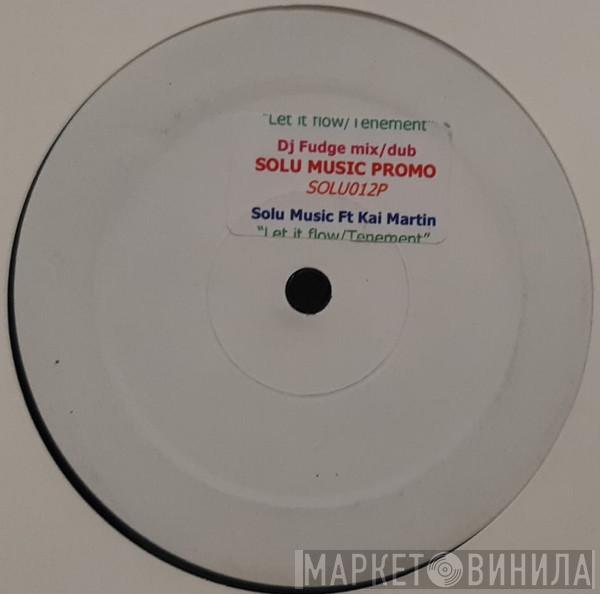 "Let it flow/Tenement"
Dj Fudge mix/dub
SOLU MUSIC PROMO
SOLU012P
Solu Music Ft Kai Martin
"Let it flow/Tenement"
МАРКЕТ ВИНИЛА